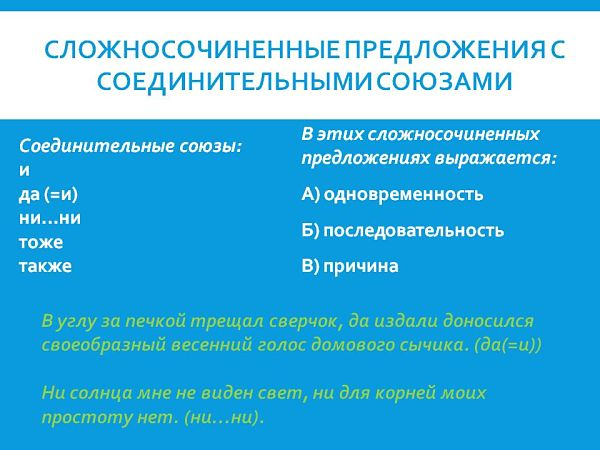 СЛОЖНОСОЧИНЕННЫЕ ПРЕДЛОЖЕНИЯ С
СОЕДИНИТЕЛЬНЫМИ СОЮЗАМИ
Соединительные союзы:
и
да (=и)
ни...ни
тоже
также
В этих сложносочиненных
предложениях выражается:
А) одновременность
Б) последовательность
В) причина
В углу за печкой трещал сверчок, да издали доносился
своеобразный весенний голос домового сычика. (да(=и))
Ни солнца мне не виден свет, ни для корней моих
простоту нет. (ни...ни).